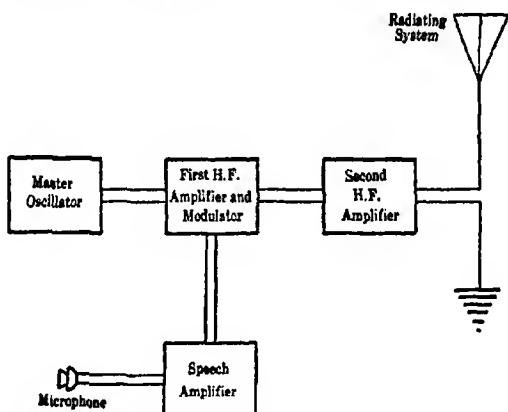 Radiating
System
Master
Oscillator
First H.F.
Amplifier and
Modulator
Second
H.F.
Amplifier
Speech
Amplifier
Microphone